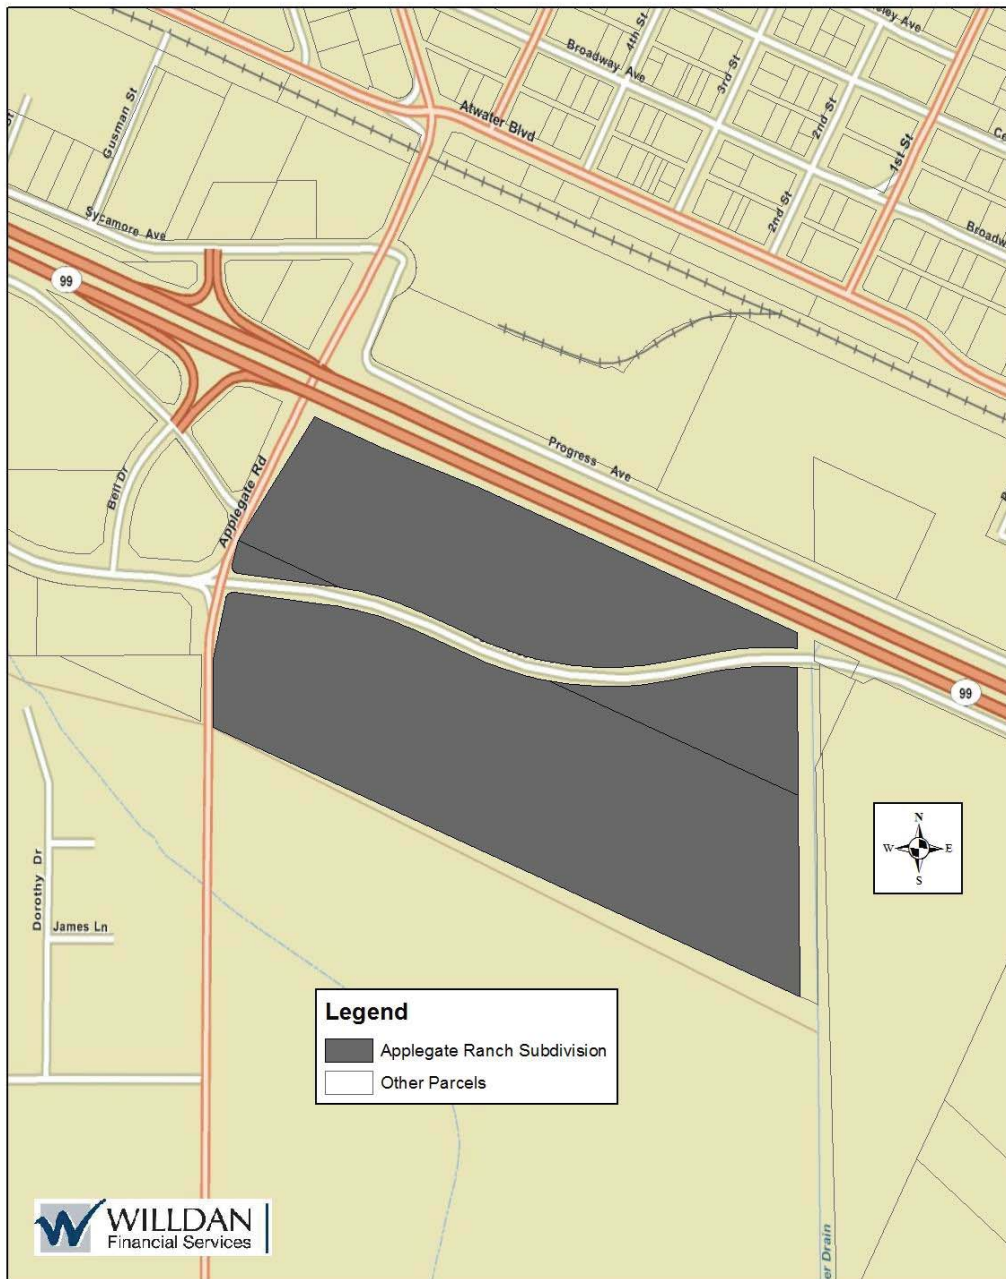 4th St
Broadway Ave
3rd St
Atwater Blvd
2nd St
1st St
Gusman St
2nd St
Sycamore Ave
99
Progress Ave
Bell Dr
Applegate Rd
99
N
W E
S
Dorothy Dr
James Ln
Legend
Applegate Ranch Subdivision
Other Parcels
WILLDAN
Financial Services
Drain